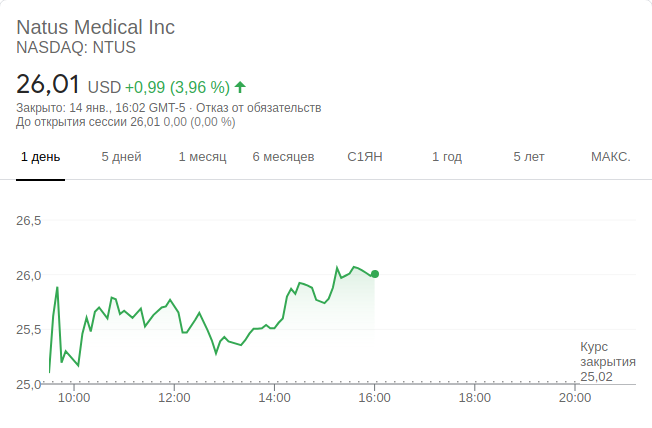 Natus Medical Inc
NASDAQ: NTUS
26,01 USD +0,99 (3,96 %)
Закрыто: 14 янв., 16:02 GMT-5 · Отказ от обязательств
До открытия сессии 26,01 0,00 (0,00 %)
1 день 5 дней 1 месяц 6 месяцев С1ЯН 1 год 5 лет МАКС.
26,5
26,0
25,5
25,0
Курс
закрытия
25,02
10:00 12:00 14:00 16:00 18:00 20:00